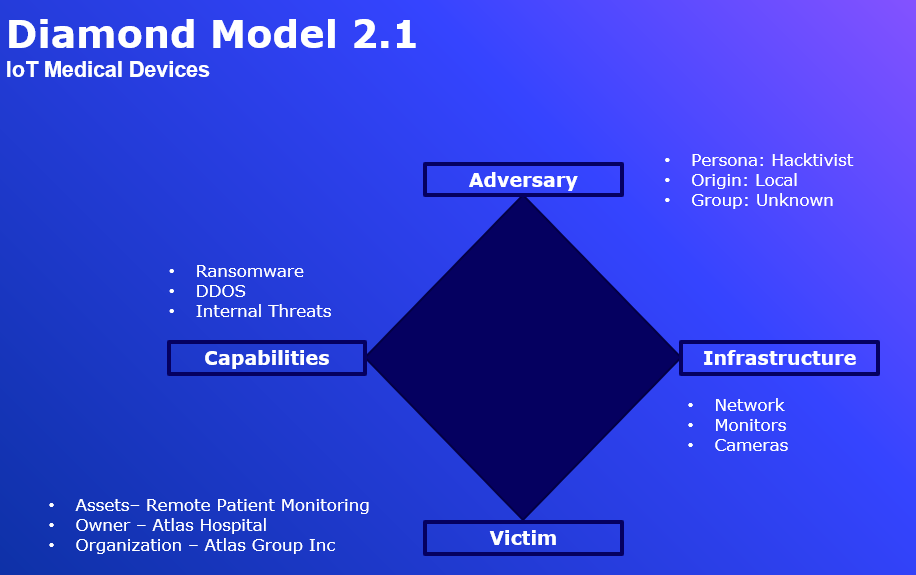 Diamond Model 2.1
IoT Medical Devices
Adversary
• Persona: Hacktivist
• Origin: Local
• Group: Unknown
• Ransomware
• DDOS
• Internal Threats
Capabilities
Infrastructure
• Network
• Monitors
• Cameras
• Assets– Remote Patient Monitoring
• Owner – Atlas Hospital
• Organization – Atlas Group Inc
Victim